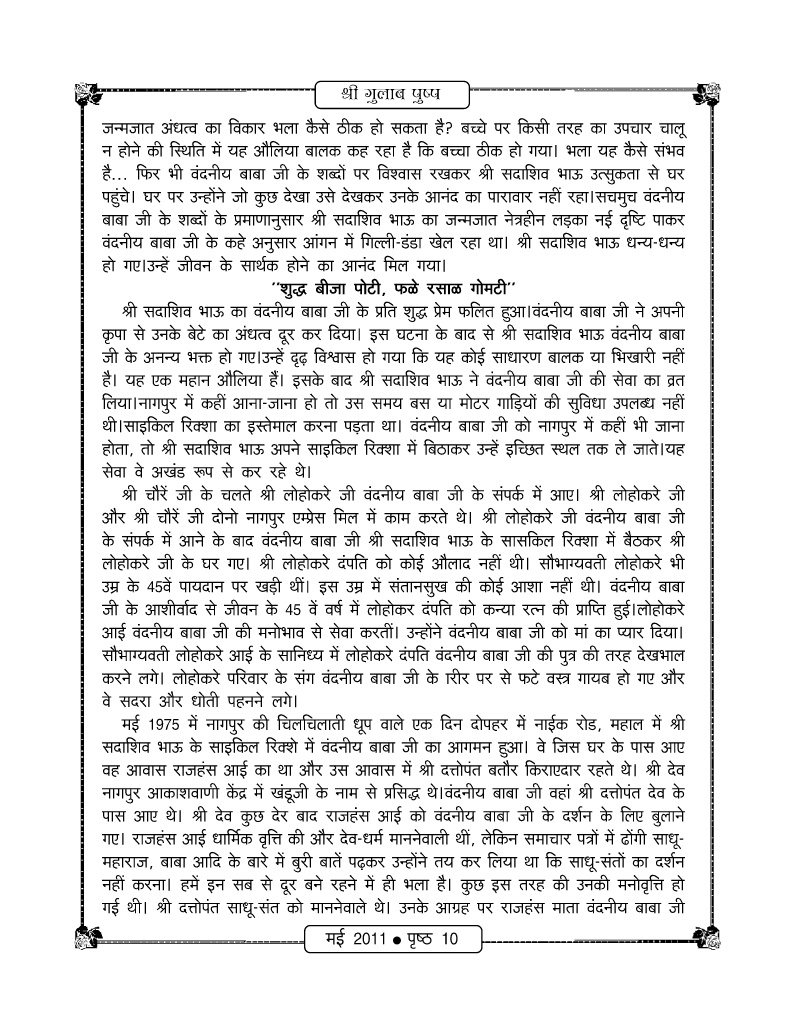 श्री गुलाब पुष्प
जन्मजात अंधत्व का विकार भला कैसे ठीक हो सकता है? बच्चे पर किसी तरह का उपचार चालू
न होने की स्थिति में यह औलिया बालक कह रहा है कि बच्चा ठीक हो गया। भला यह कैसे संभव
है... फिर भी वंदनीय बाबा जी के शब्दों पर विश्वास रखकर श्री सदाशिव भाऊ उत्सुकता से घर
पहुंचे। घर पर उन्होंने जो कुछ देखा उसे देखकर उनके आनंद का पारावार नहीं रहा।सचमुच वंदनीय
बाबा जी के शब्दों के प्रमाणानुसार श्री सदाशिव भाऊ का जन्मजात नेत्रहीन लड़का नई दृष्टि पाकर
वंदनीय बाबा जी के कहे अनुसार आंगन में गिल्ली-डंडा खेल रहा था। श्री सदाशिव भाऊ धन्य-धन्य
हो गए।उन्हें जीवन के सार्थक होने का आनंद मिल गया।
‘‘शुद्ध बीजा पोटी, फळे रसाळ गोमटी’’
श्री सदाशिव भाऊ का वंदनीय बाबा जी के प्रति शुद्ध प्रेम फलित हुआ।वंदनीय बाबा जी ने अपनी
कृपा से उनके बेटे का अंधत्व दूर कर दिया। इस घटना के बाद से श्री सदाशिव भाऊ वंदनीय बाबा
जी के अनन्य भक्त हो गए।उन्हें दृढ़ विश्वास हो गया कि यह कोई साधारण बालक या भिखारी नहीं
है। यह एक महान औलिया हैं। इसके बाद श्री सदाशिव भाऊ ने वंदनीय बाबा जी की सेवा का व्रत
लिया।नागपुर में कहीं आना-जाना हो तो उस समय बस या मोटर गाड़ियों की सुविधा उपलब्ध नहीं
थी।साइकिल रिक्शा का इस्तेमाल करना पड़ता था। वंदनीय बाबा जी को नागपुर में कहीं भी जाना
होता, तो श्री सदाशिव भाऊ अपने साइकिल रिक्शा में बिठाकर उन्हें इच्छित स्थल तक ले जाते।यह
सेवा वे अखंड रूप से कर रहे थे।
श्री चौरें जी के चलते श्री लोहोकरे जी वंदनीय बाबा जी के संपर्क में आए। श्री लोहोकरे जी
और श्री चौरें जी दोनो नागपुर एम्प्रेस मिल में काम करते थे। श्री लोहोकरे जी वंदनीय बाबा जी
के संपर्क में आने के बाद वंदनीय बाबा जी श्री सदाशिव भाऊ के सासकिल रिक्शा में बैठकर श्री
लोहोकरे जी के घर गए। श्री लोहोकरे दंपति को कोई औलाद नहीं थी। सौभाग्यवती लोहोकरे भी
उम्र के 45वें पायदान पर खड़ी थीं। इस उम्र में संतानसुख की कोई आशा नहीं थी। वंदनीय बाबा
जी के आशीर्वाद से जीवन के 45 वें वर्ष में लोहोकर दंपति को कन्या रत्न की प्राप्ति हुई।लोहोकरे
आई वंदनीय बाबा जी की मनोभाव से सेवा करतीं। उन्होंने वंदनीय बाबा जी को मां का प्यार दिया।
सौभाग्यवती लोहोकरे आई के सानिध्य में लोहोकरे दंपति वंदनीय बाबा जी की पुत्र की तरह देखभाल
करने लगे। लोहोकरे परिवार के संग वंदनीय बाबा जी के ारीर पर से फटे वस्त्र गायब हो गए और
वे सदरा और धोती पहनने लगे।
मई 1975 में नागपुर की चिलचिलाती धूप वाले एक दिन दोपहर में नाईक रोड, महाल में श्री
सदाशिव भाऊ के साइकिल रिक्शे में वंदनीय बाबा जी का आगमन हुआ। वे जिस घर के पास आए
वह आवास राजहंस आई का था और उस आवास में श्री दत्तोपंत बतौर किराएदार रहते थे। श्री देव
नागपुर आकाशवाणी केंद्र में खंडूजी के नाम से प्रसिद्ध थे।वंदनीय बाबा जी वहां श्री दत्तोपंत देव के
पास आए थे। श्री देव कुछ देर बाद राजहंस आई को वंदनीय बाबा जी के दर्शन के लिए बुलाने
गए। राजहंस आई धार्मिक वृत्ति की और देव-धर्म माननेवाली थीं, लेकिन समाचार पत्रों में ढोंगी साधू-
महाराज, बाबा आदि के बारे में बुरी बातें पढ़कर उन्होंने तय कर लिया था कि साधू-संतों का दर्शन
नहीं करना। हमें इन सब से दूर बने रहने में ही भला है। कुछ इस तरह की उनकी मनोवृत्ति हो
गई थी। श्री दत्तोपंत साधू-संत को माननेवाले थे। उनके आग्रह पर राजहंस माता वंदनीय बाबा जी
मई 2011 ● पृष्ठ 10